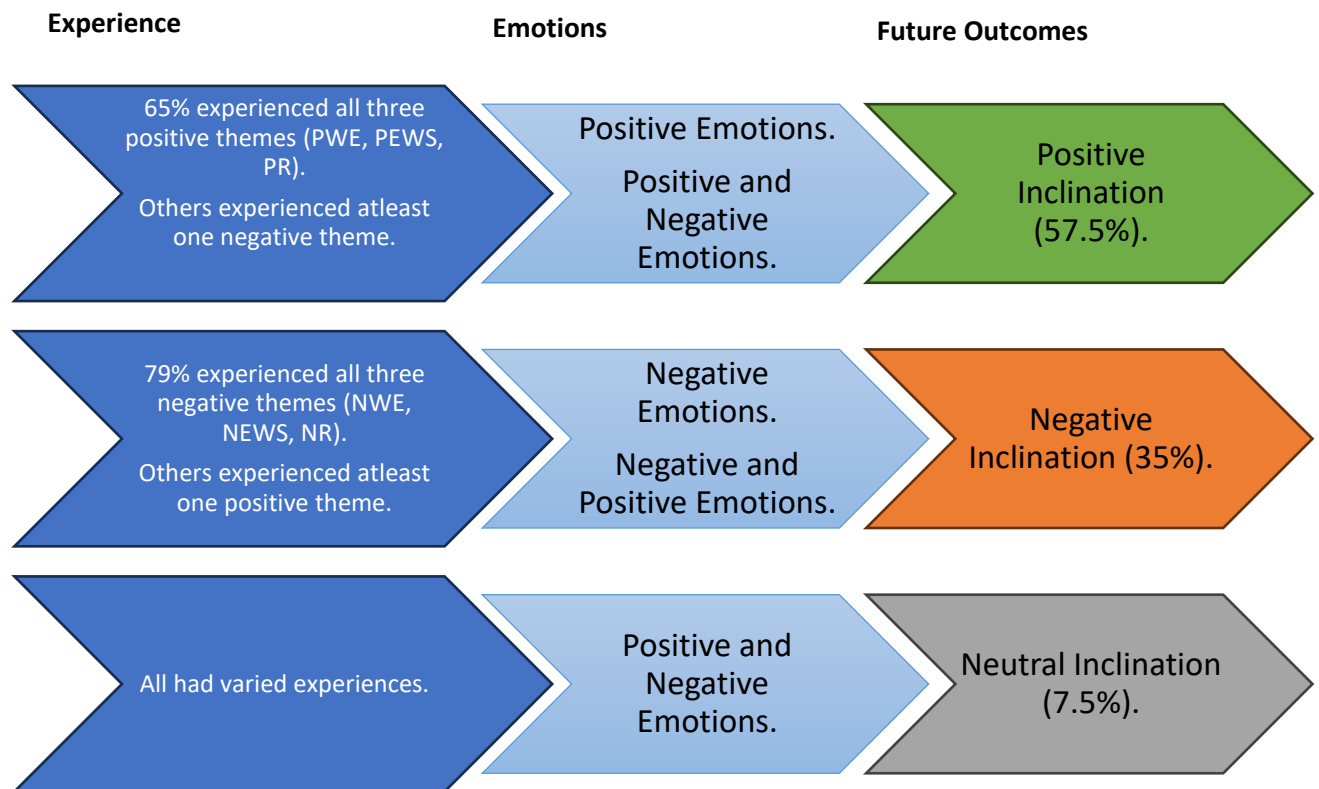 Experience
Emotions
Future Outcomes
65% experienced all three
positive themes (PWE, PEWS,
PR).
Others experienced atleast
one negative theme.
Positive Emotions.
Positive and
Negative
Emotions.
Positive
Inclination
(57.5%).
79% experienced all three
negative themes (NWE,
NEWS, NR).
Others experienced atleast
one positive theme.
Negative
Emotions.
Negative and
Positive Emotions.
Negative
Inclination (35%).
All had varied experiences.
Positive and
Negative
Emotions.
Neutral Inclination
(7.5%).